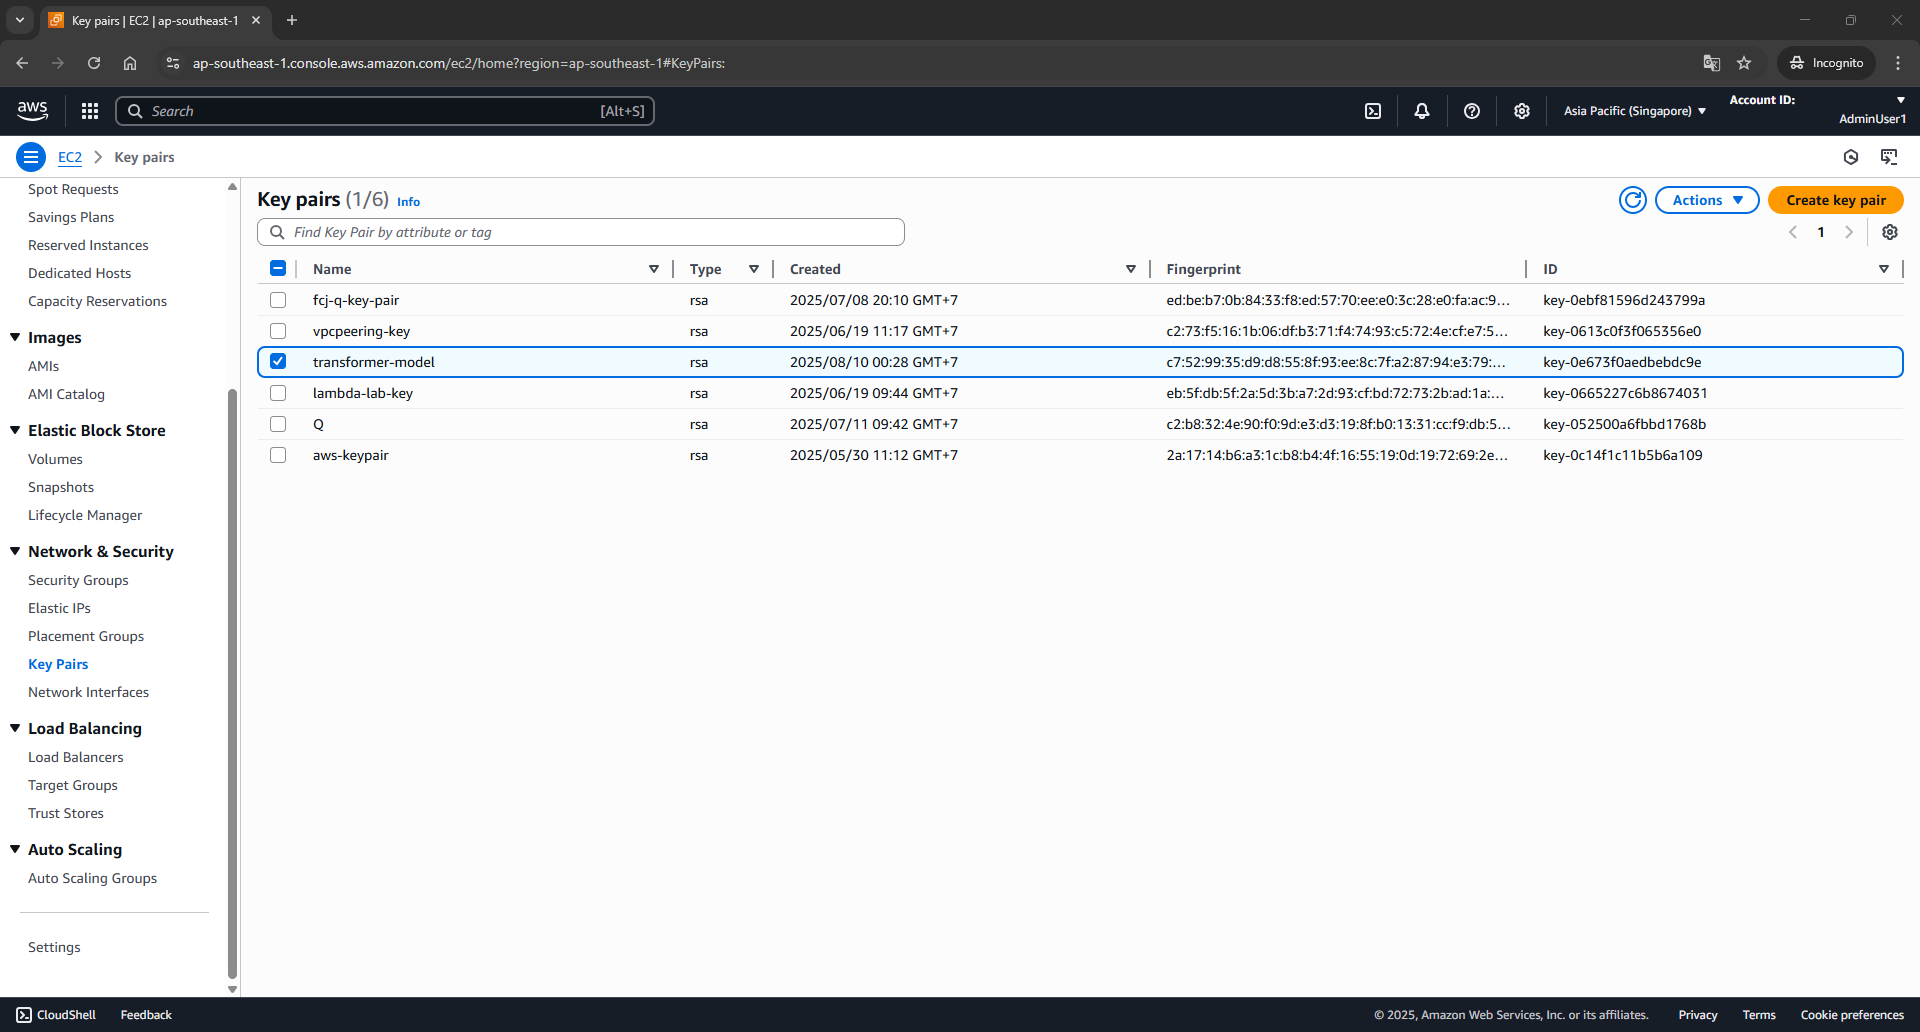 Key pairs | EC2 | ap-southeast-1
ap-southeast-1.console.aws.amazon.com/ec2/home?region=ap-southeast-1#KeyPairs:
Incognito
aws
Search
[Alt+S]
Asia Pacific (Singapore)
Account ID:
AdminUser1
EC2
Key pairs
Spot Requests
Savings Plans
Reserved Instances
Dedicated Hosts
Capacity Reservations
Images
AMIs
AMI Catalog
Elastic Block Store
Volumes
Snapshots
Lifecycle Manager
Network & Security
Security Groups
Elastic IPs
Placement Groups
Key Pairs
Network Interfaces
Load Balancing
Load Balancers
Target Groups
Trust Stores
Auto Scaling
Auto Scaling Groups
Settings
Key pairs (1/6) Info
Actions
Create key pair
Find Key Pair by attribute or tag
1
Name Type Created Fingerprint ID
fcj-q-key-pair rsa 2025/07/08 20:10 GMT+7 ed:be:b7:0b:84:33:f8:ed:57:70:ee:e0:3c:28:e0:fa:ac:9... key-0ebf81596d243799a
vpcpeering-key rsa 2025/06/19 11:17 GMT+7 c2:73:f5:16:1b:06:df:b3:71:f4:74:93:c5:72:4e:cf:e7:5... key-0613c0f3f065356e0
transformer-model rsa 2025/08/10 00:28 GMT+7 c7:52:99:35:d9:d8:55:8f:93:ee:8c:7f:a2:87:94:e3:79:... key-0e673f0aedbebdc9e
lambda-lab-key rsa 2025/06/19 09:44 GMT+7 eb:5f:db:5f:2a:5d:3b:a7:2d:93:cf:bd:72:73:2b:ad:1a:... key-0665227c6b8674031
Q rsa 2025/07/11 09:42 GMT+7 c2:b8:32:4e:90:f0:9d:e3:d3:19:8f:b0:13:31:cc:f9:db:5... key-052500a6fbbd1768b
aws-keypair rsa 2025/05/30 11:12 GMT+7 2a:17:14:b6:a3:1c:b8:b4:4f:16:55:19:0d:19:72:69:2e... key-0c14f1c11b5b6a109
CloudShell
Feedback
© 2025, Amazon Web Services, Inc. or its affiliates.
Privacy
Terms
Cookie preferences